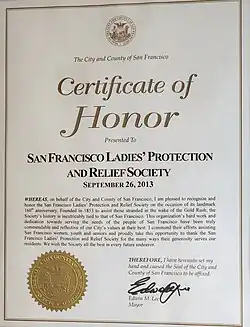 The City and County of San Francisco
Certificate of
Honor
Presented To
SAN FRANCISCO LADIES' PROTECTION
AND RELIEF SOCIETY
SEPTEMBER 26, 2013
WHEREAS, on behalf of the City and County of San Francisco, I am pleased to recognize and
honor the San Francisco Ladies' Protection and Relief Society on the occasion of its landmark
160th anniversary. Founded in 1853 to assist those stranded in the wake of the Gold Rush, the
Society's history is inextricably tied to that of San Francisco. This organization's hard work and
dedication towards serving the needs of the people of San Francisco have been truly
commendable and reflective of our City's values at their best. I commend their efforts assisting
San Francisco women, youth and seniors and proudly take this opportunity to thank the San
Francisco Ladies' Protection and Relief Society for the many ways their generosity serves our
residents. We wish the Society all the best in every future endeavor.
THEREFORE, I have hereunto set my
hand and caused the Seal of the City and
County of San Francisco to be affixed.
Edwin M. Lee
Mayor